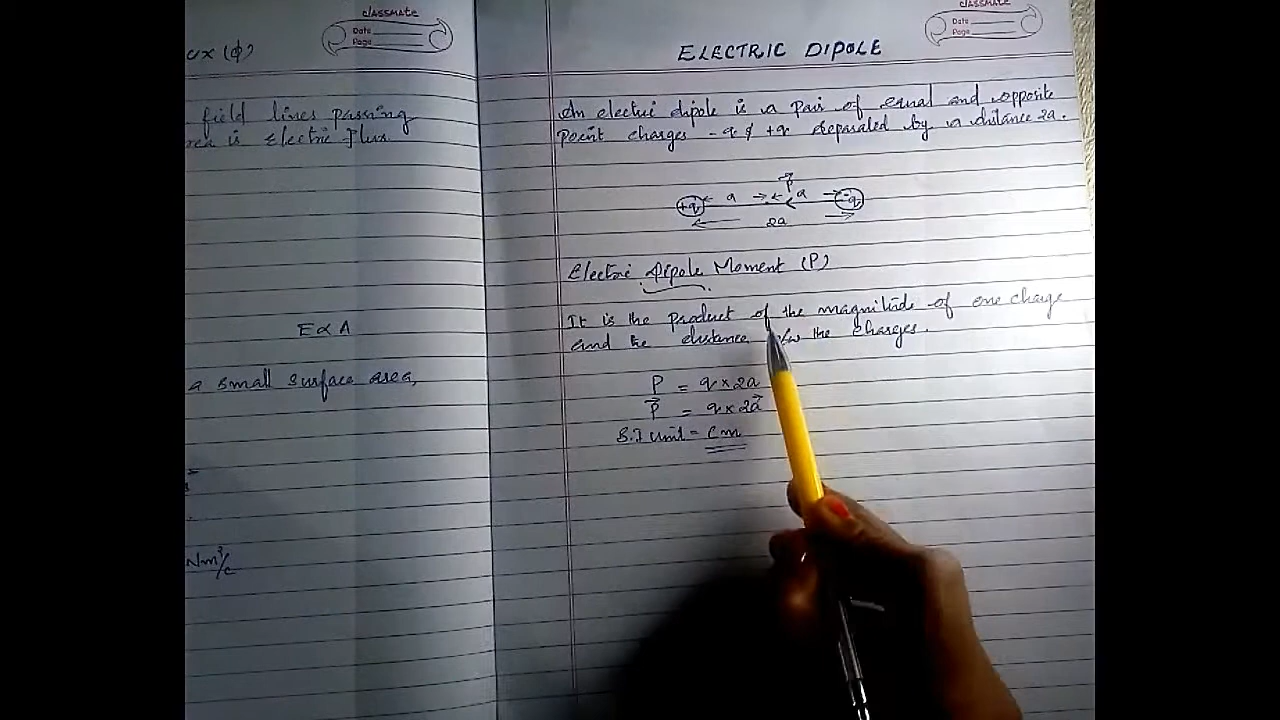 CLASSMATE
Date
Page
UX (ϕ)
field lines passing
is Electric Flux
E∝ A
a small surface area,
Nm²/C
CLASSMATE
Date
Page
ELECTRIC DIPOLE
An electric dipole is a pair of equal and opposite
point charges -q & +q separated by a distance 2a.
p⃗
+q a a -q
2a
Electric Dipole Moment (P)
It is the product of the magnitude of one charge
and the distance b/w the charges.
P = q × 2a
P⃗ = q × 2a⃗
S.I unit = Cm